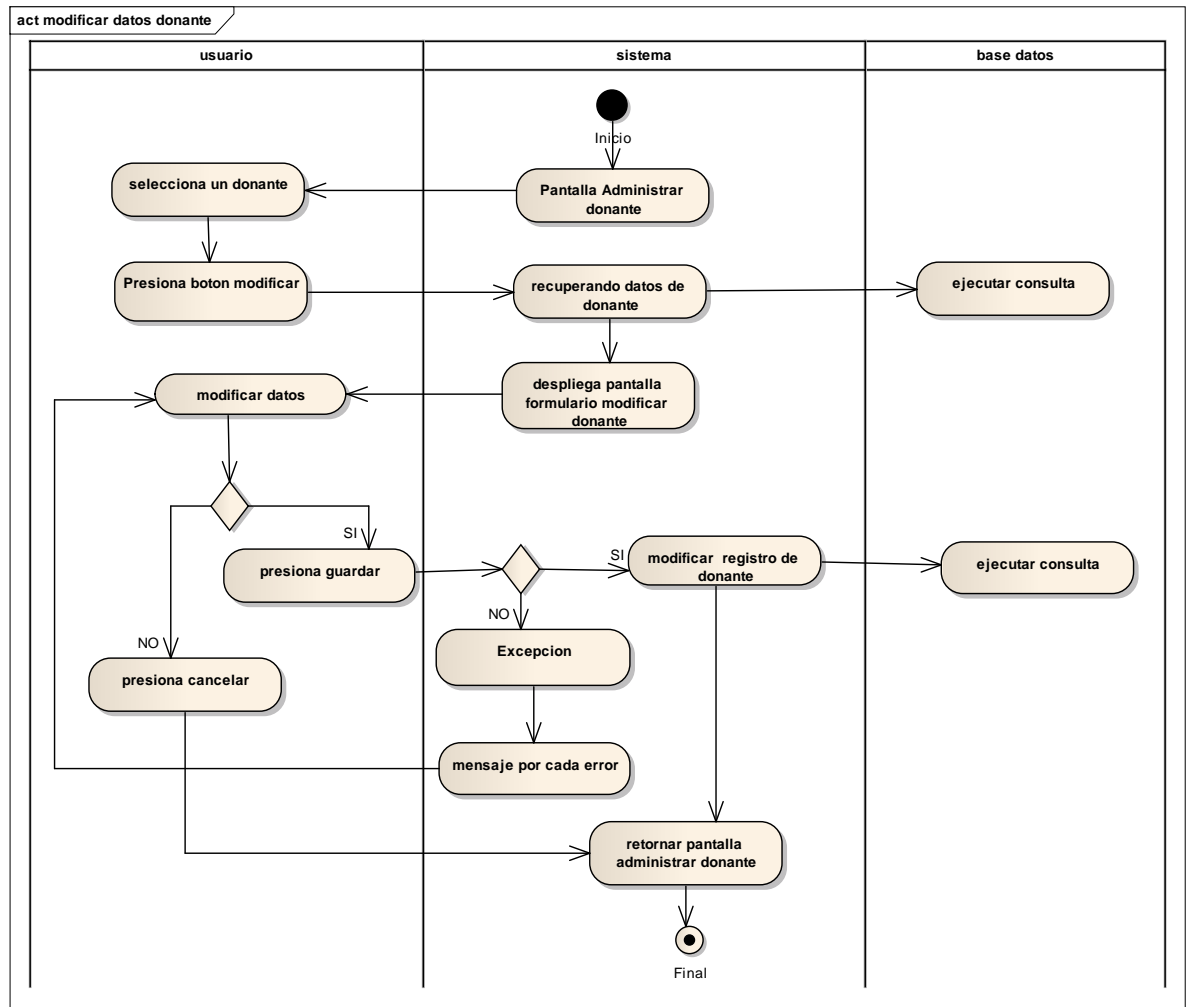 act modificar datos donante
usuario
sistema
base datos
Inicio
selecciona un donante
Pantalla Administrar
donante
Presiona boton modificar
recuperando datos de
donante
ejecutar consulta
modificar datos
despliega pantalla
formulario modificar
donante
SI
presiona guardar
SI
modificar registro de
donante
ejecutar consulta
NO
Excepcion
NO
presiona cancelar
mensaje por cada error
retornar pantalla
administrar donante
Final